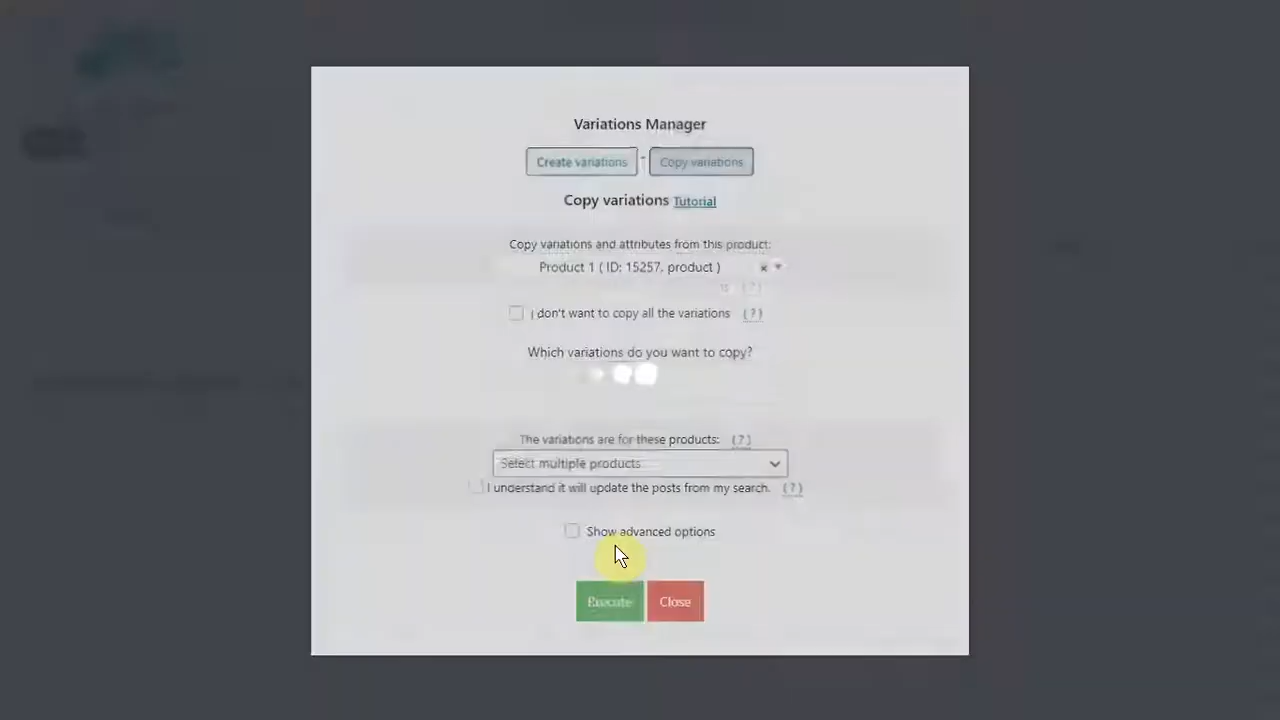 Variations Manager
Create variations - Copy variations
Copy variations Tutorial
Copy variations and attributes from this product:
Product 1 ( ID: 15257, product ) ×
(?)
I don't want to copy all the variations (?)
Which variations do you want to copy?
The variations are for these products: (?)
Select multiple products
I understand it will update the posts from my search. (?)
Show advanced options
Execute Close